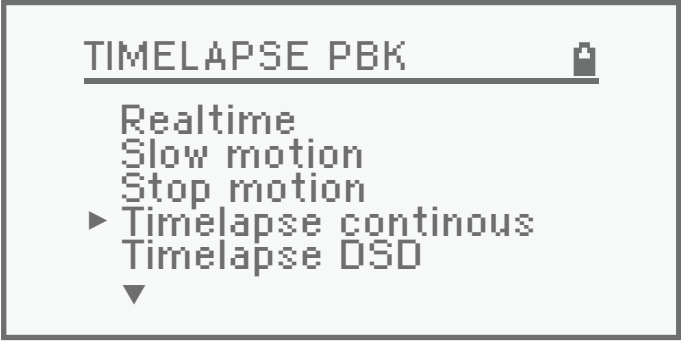 TIMELAPSE PBK
Realtime
Slow motion
Stop motion
Timelapse continous
Timelapse DSD